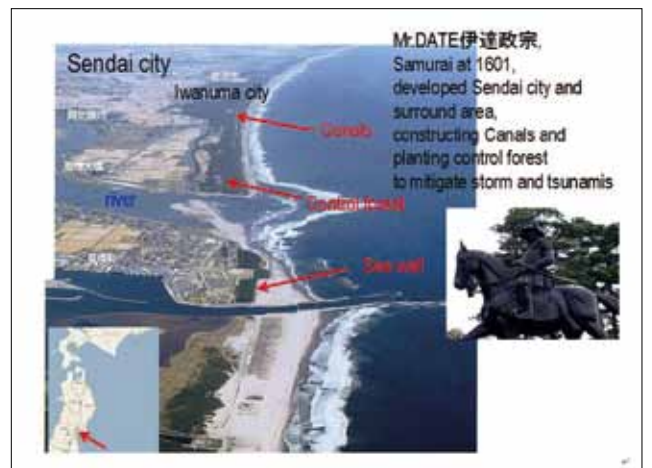 Sendai city
Iwanuma city
Canals
Control forest
river
Sea wall
Mr.DATE伊達政宗,
Samurai at 1601,
developed Sendai city and
surround area,
constructing Canals and
planting control forest
to mitigate storm and tsunamis